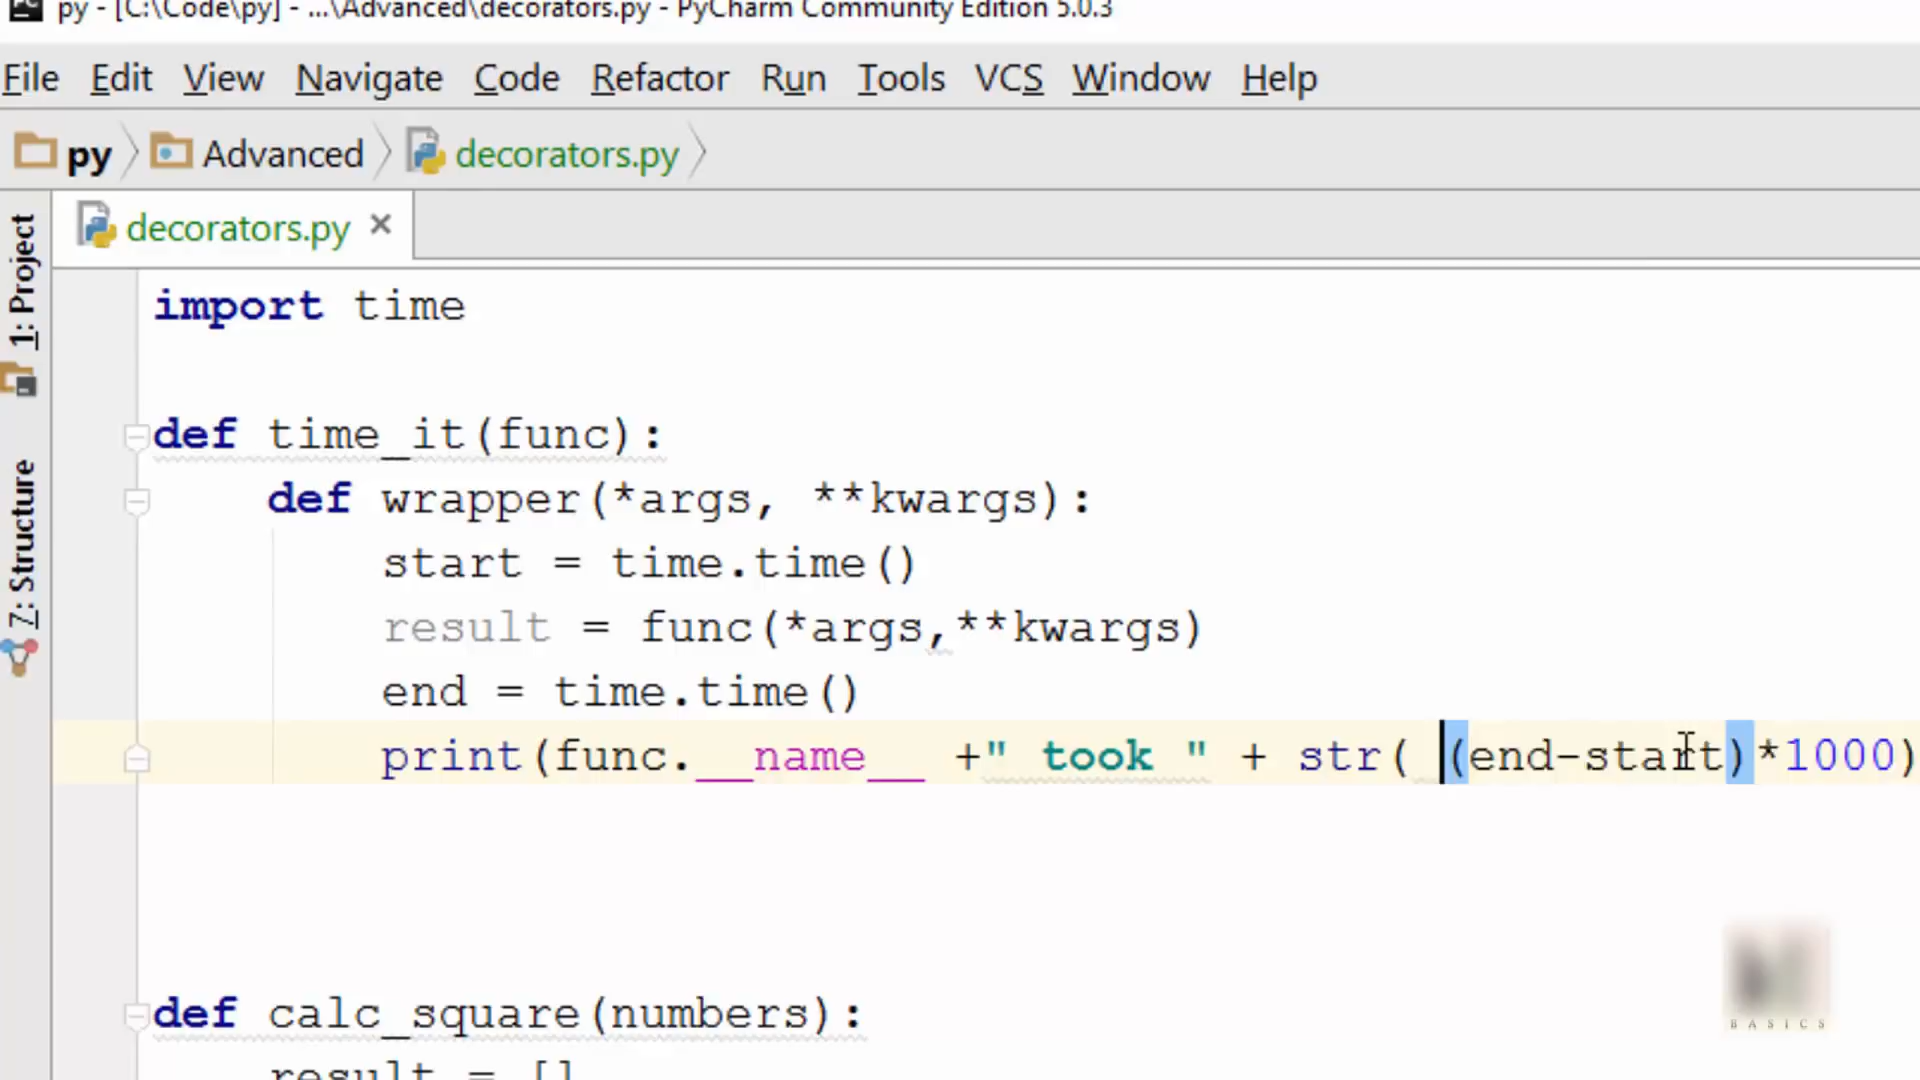 py - [C:\Code\py] - ...\Advanced\decorators.py - PyCharm Community Edition 5.0.3
File Edit View Navigate Code Refactor Run Tools VCS Window Help
py Advanced decorators.py
decorators.py
1: Project
7: Structure
import time
def time_it(func):
def wrapper(*args, **kwargs):
start = time.time()
result = func(*args,**kwargs)
end = time.time()
print(func.__name__ +" took " + str( (end-start)*1000)
def calc_square(numbers):
result = []
BASICS